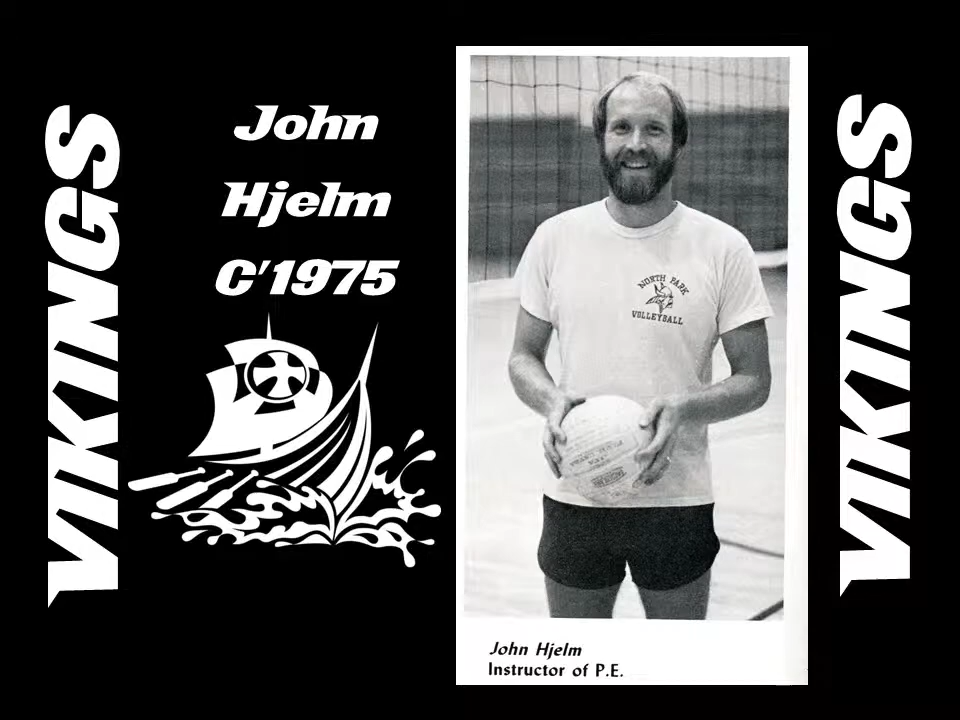 VIKINGS
John
Hjelm
C'1975
NORTH PARK
VOLLEYBALL
John Hjelm
Instructor of P.E.
VIKINGS